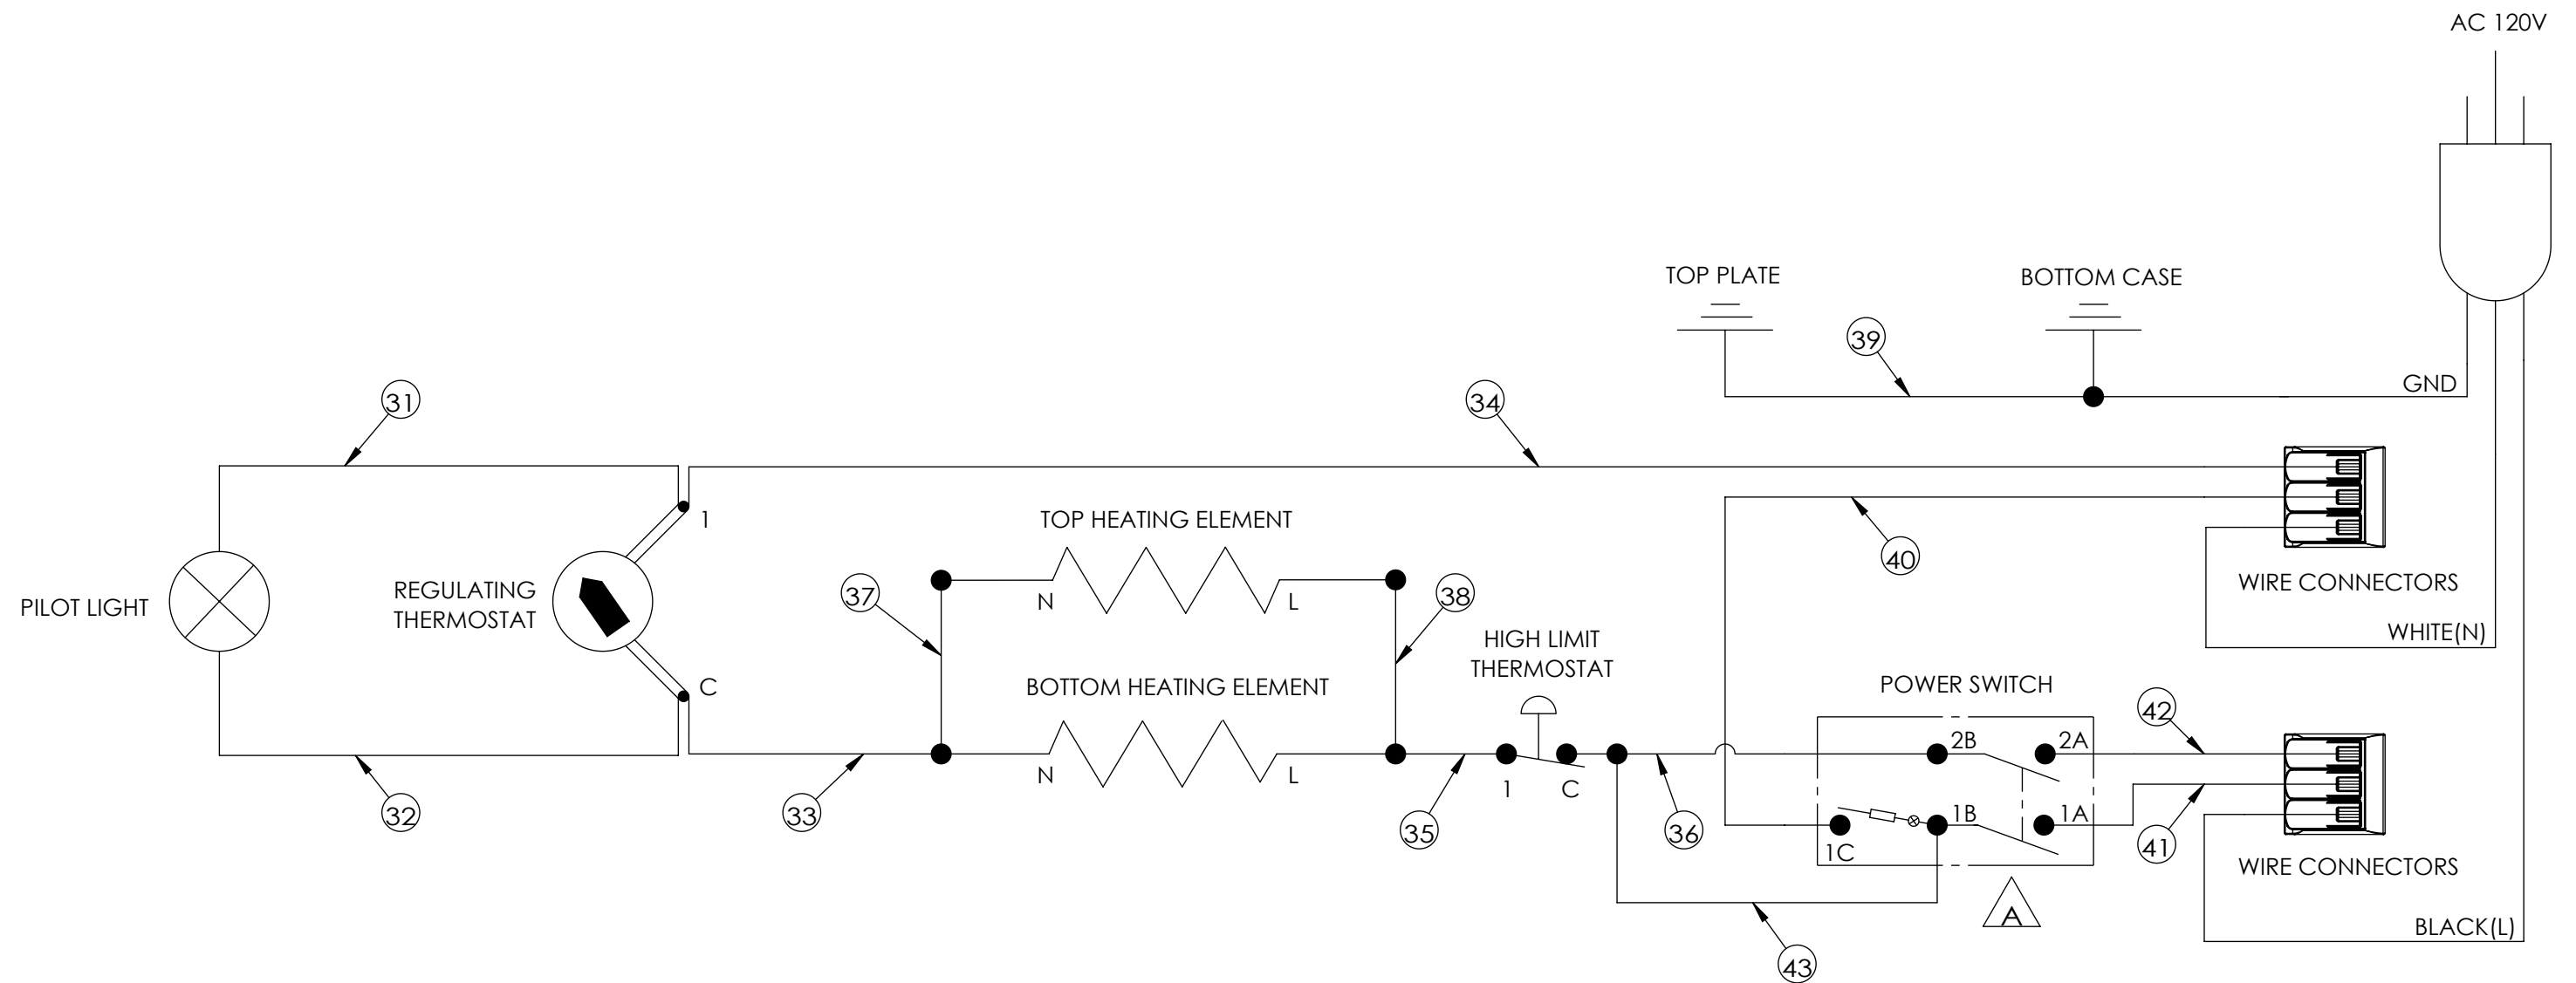 AC 120V
TOP PLATE
BOTTOM CASE
39
GND
31
34
1
TOP HEATING ELEMENT
40
WIRE CONNECTORS
PILOT LIGHT
REGULATING
THERMOSTAT
37
N
L
38
WHITE(N)
HIGH LIMIT
THERMOSTAT
C
BOTTOM HEATING ELEMENT
POWER SWITCH
42
2B
2A
N
L
1
C
32
33
35
36
1C
1B
1A
41
WIRE CONNECTORS
A
BLACK(L)
43